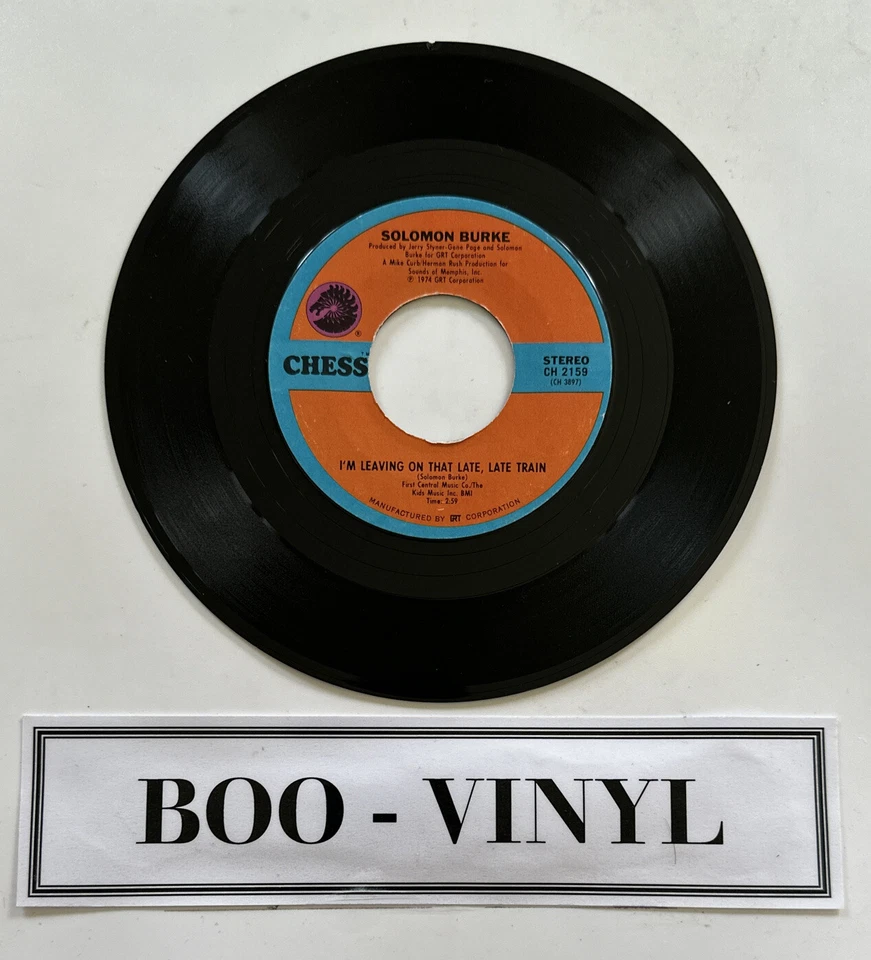 SOLOMON BURKE
Produced by Jerry Styner-Gene Page and Solomon
Burke for GRT Corporation
A Mike Curb/Herman Rush Production for
Sounds of Memphis, Inc.
℗ 1974 GRT Corporation
®
CHESS
STEREO
CH 2159
(CH 3897)
I'M LEAVING ON THAT LATE, LATE TRAIN
(Solomon Burke)
First Central Music Co./The
Kids Music Inc. BMI
Time: 2:59
MANUFACTURED BY GRT CORPORATION
BOO - VINYL